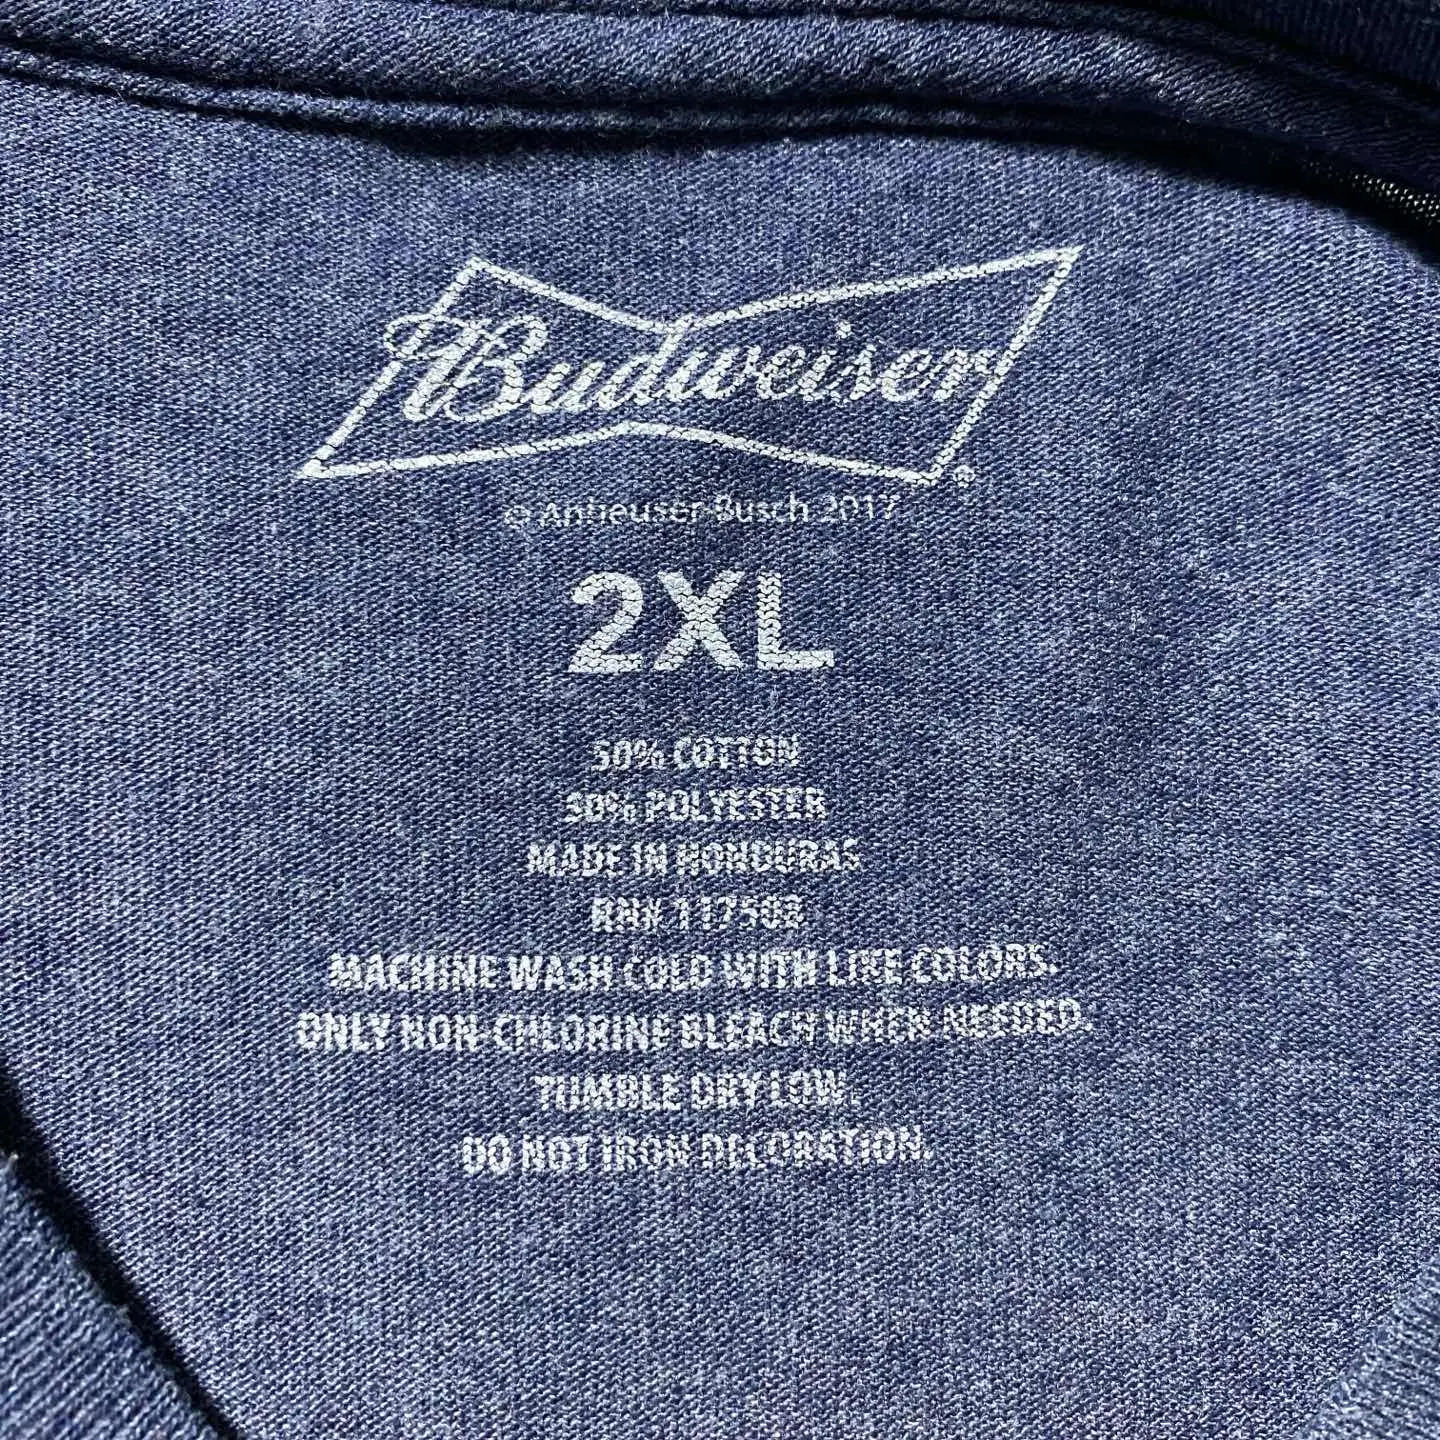 Budweiser
© Anheuser-Busch 2017
2XL
50% COTTON
50% POLYESTER
MADE IN HONDURAS
RN# 117502
MACHINE WASH COLD WITH LIKE COLORS.
ONLY NON-CHLORINE BLEACH WHEN NEEDED.
TUMBLE DRY LOW.
DO NOT IRON DECORATION.